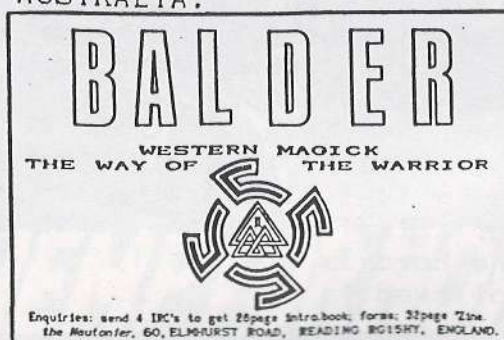 AUSTRALIA.
BALDER
WESTERN MAGICK
THE WAY OF THE WARRIOR
Enquiries: send 4 IRC's to get 28page intro.book; forms; 32page 'Zine.
the Nautonier, 60, ELMHURST ROAD, READING RG15HY, ENGLAND.